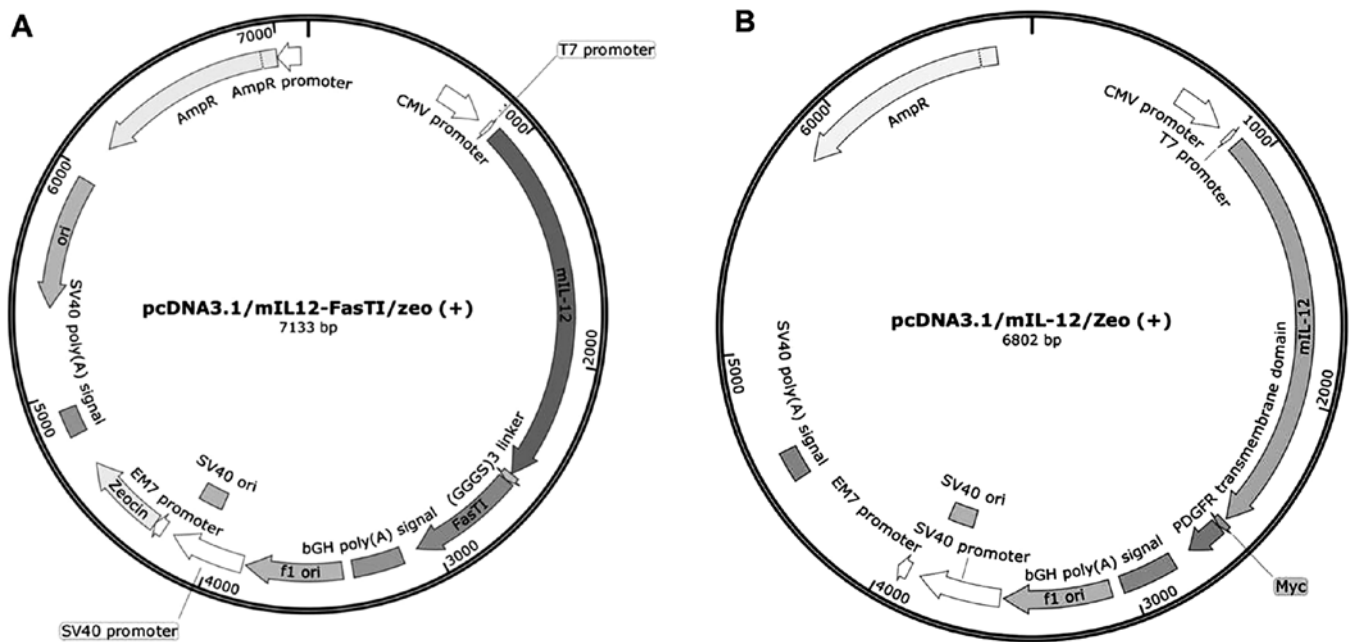 A
7000
T7 promoter
AmpR promoter
AmpR
CMV promoter
000
6000
ori
mIL-12
pcDNA3.1/mIL12-FasTI/zeo (+)
7133 bp
2000
SV40 poly(A) signal
5000
(GGGS)3 linker
SV40 ori
EM7 promoter
Zeocin
bGH poly(A) signal
FasTI
3000
f1 ori
4000
SV40 promoter
B
AmpR
6000
CMV promoter
1000
T7 promoter
mIL-12
pcDNA3.1/mIL-12/Zeo (+)
6802 bp
5000
SV40 poly(A) signal
2000
PDGFR transmembrane domain
SV40 ori
EM7 promoter
SV40 promoter
bGH poly(A) signal
Myc
f1 ori
4000
3000